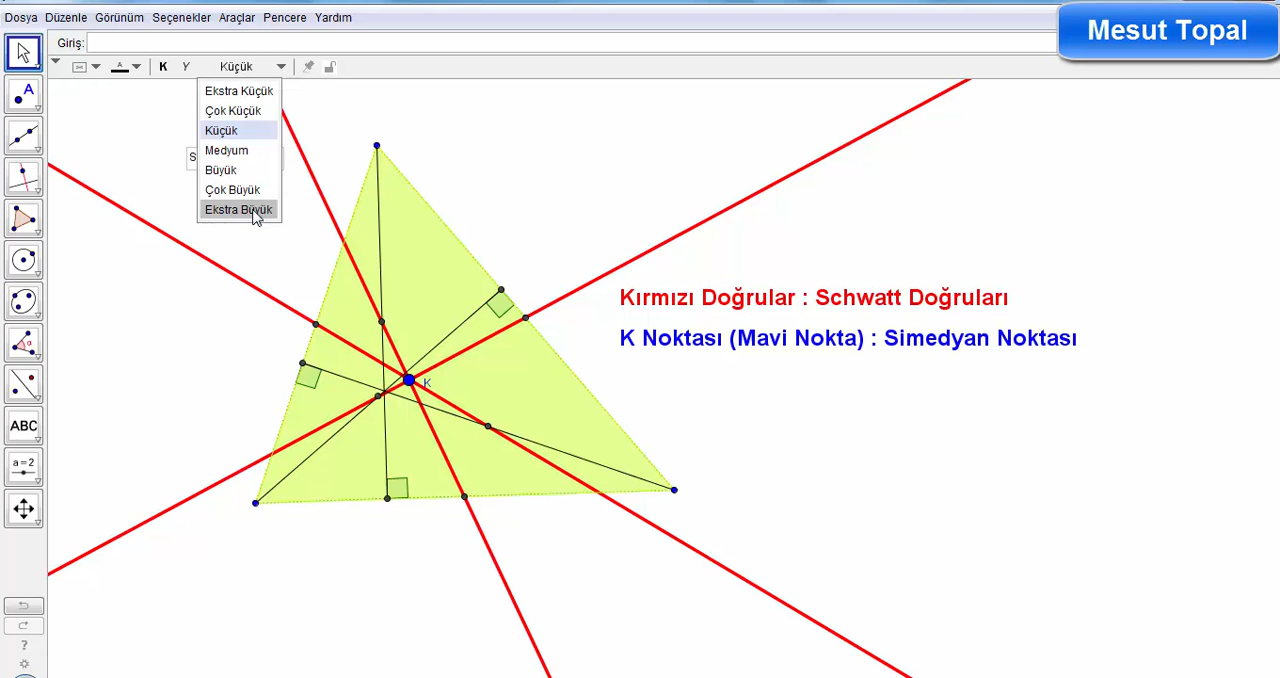 Dosya Düzenle Görünüm Seçenekler Araçlar Pencere Yardım
Mesut Topal
Giriş:
A K Y Küçük
Ekstra Küçük
Çok Küçük
Küçük
Medyum
S
Büyük
Çok Büyük
Ekstra Büyük
A
α
ABC
a=2
?
Kırmızı Doğrular : Schwatt Doğruları
K Noktası (Mavi Nokta) : Simedyan Noktası
K